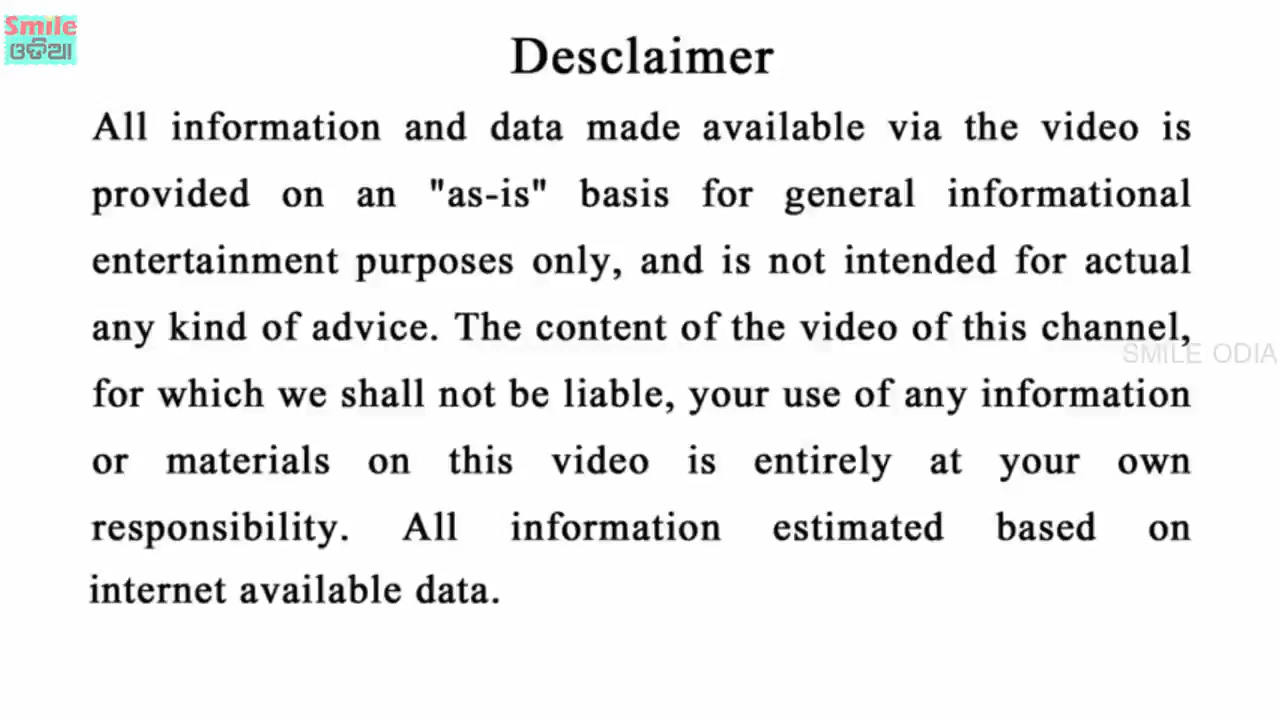 Smile
ଓଡିଆ
Desclaimer
All information and data made available via the video is
provided on an "as-is" basis for general informational
entertainment purposes only, and is not intended for actual
any kind of advice. The content of the video of this channel,
SMILE ODIA
for which we shall not be liable, your use of any information
or materials on this video is entirely at your own
responsibility. All information estimated based on
internet available data.